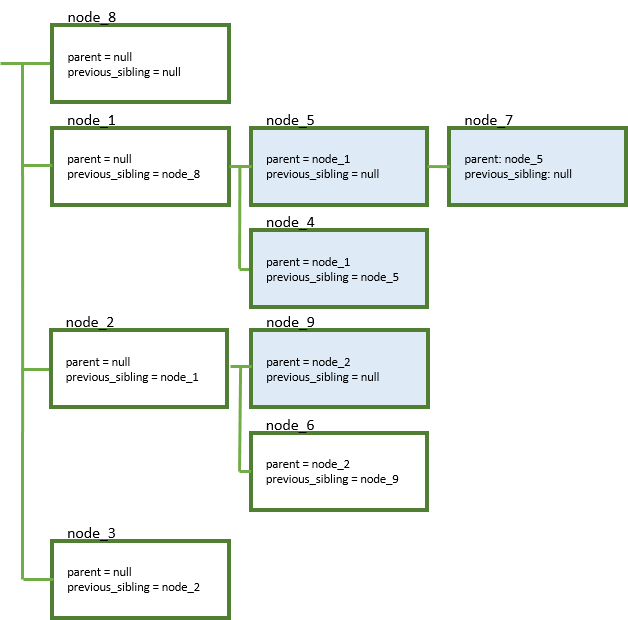 node_8
parent = null
previous_sibling = null
node_1
parent = null
previous_sibling = node_8
node_5
parent = node_1
previous_sibling = null
node_7
parent: node_5
previous_sibling: null
node_4
parent = node_1
previous_sibling = node_5
node_2
parent = null
previous_sibling = node_1
node_9
parent = node_2
previous_sibling = null
node_6
parent = node_2
previous_sibling = node_9
node_3
parent = null
previous_sibling = node_2